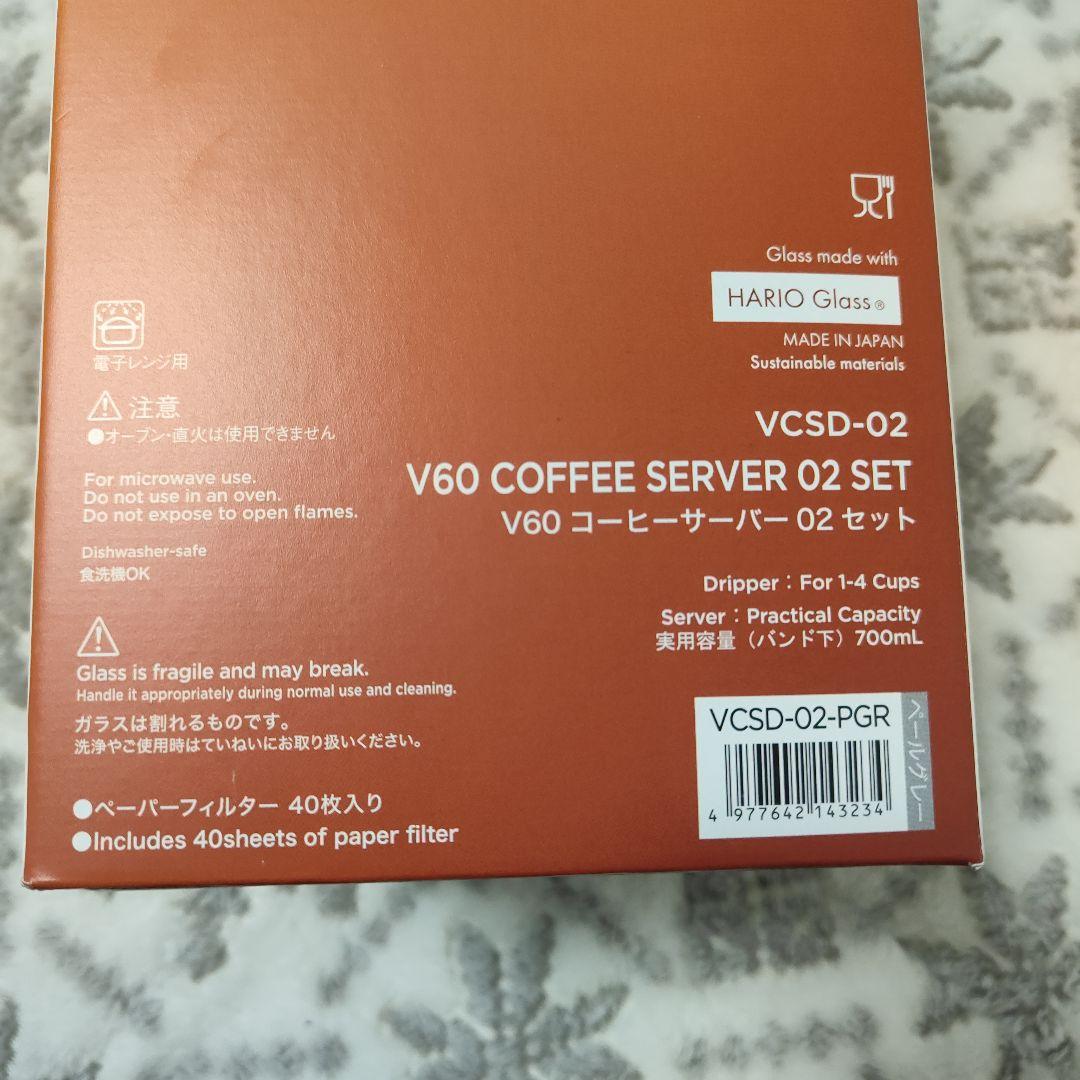 Glass made with
HARIO Glass®
MADE IN JAPAN
Sustainable materials
電子レンジ用
注意
●オーブン・直火は使用できません
For microwave use.
Do not use in an oven.
Do not expose to open flames.
Dishwasher-safe
食洗機OK
Glass is fragile and may break.
Handle it appropriately during normal use and cleaning.
ガラスは割れるものです。
洗浄やご使用時はていねいにお取り扱いください。
●ペーパーフィルター 40枚入り
●Includes 40sheets of paper filter
VCSD-02
V60 COFFEE SERVER 02 SET
V60 コーヒーサーバー 02 セット
Dripper : For 1-4 Cups
Server : Practical Capacity
実用容量（バンド下）700mL
VCSD-02-PGR
4 977642 143234
ペールグレー